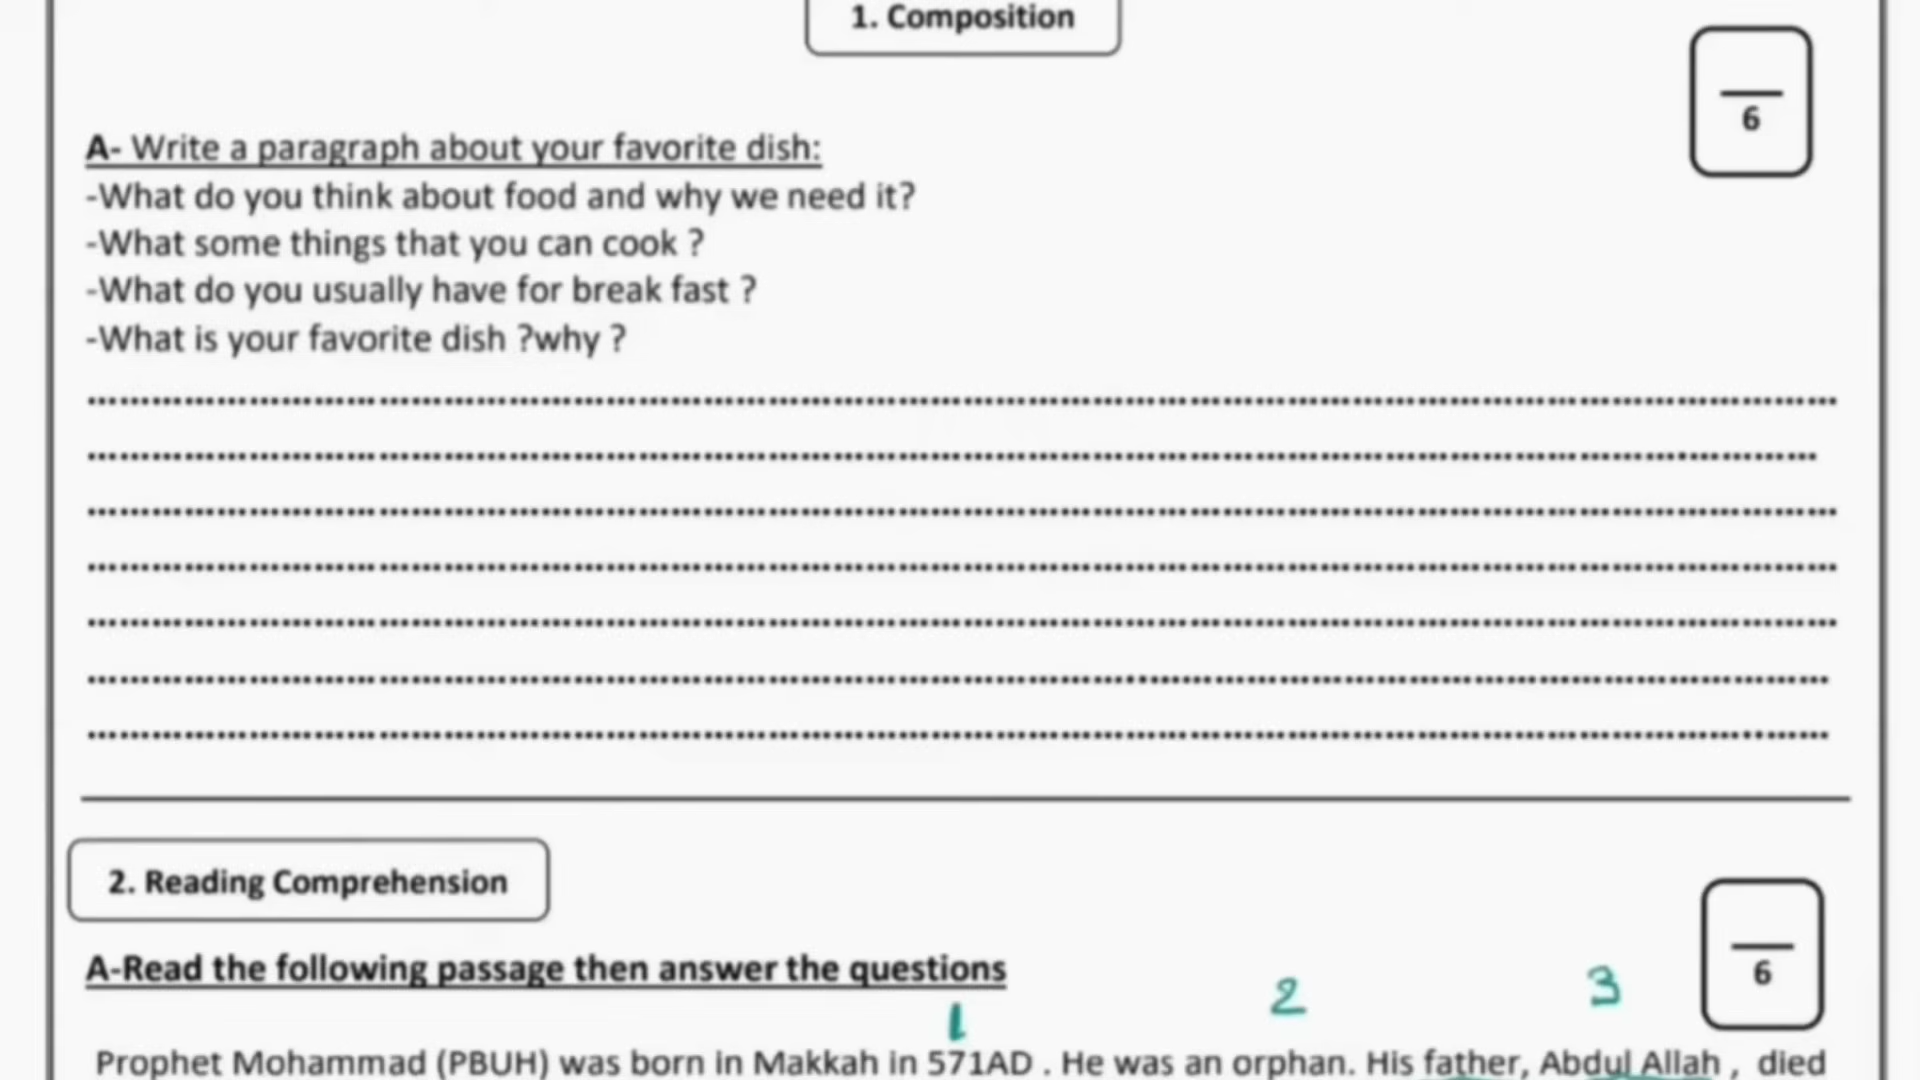 1. Composition
6
A- Write a paragraph about your favorite dish:
-What do you think about food and why we need it?
-What some things that you can cook ?
-What do you usually have for break fast ?
-What is your favorite dish ?why ?
2. Reading Comprehension
6
A-Read the following passage then answer the questions
1 2 3
Prophet Mohammad (PBUH) was born in Makkah in 571AD . He was an orphan. His father, Abdul Allah , died